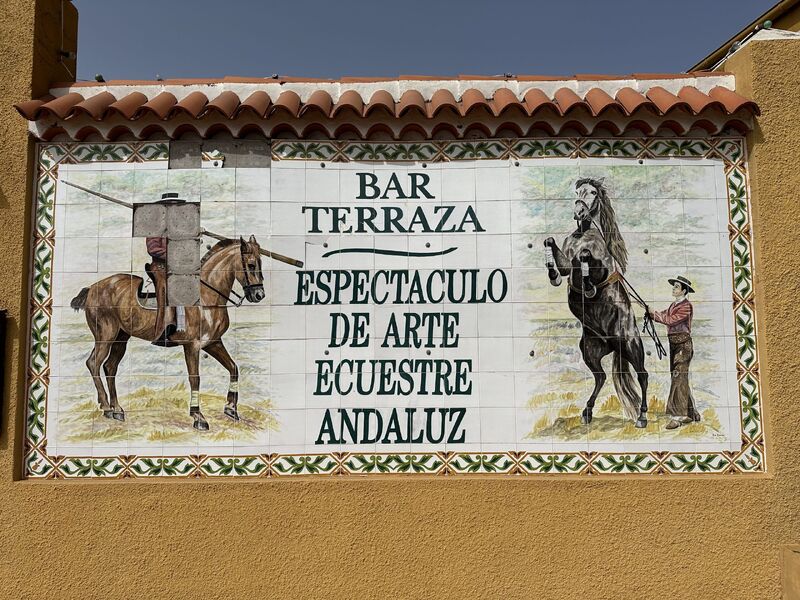 BAR
TERRAZA
ESPECTACULO
DE ARTE
ECUESTRE
ANDALUZ